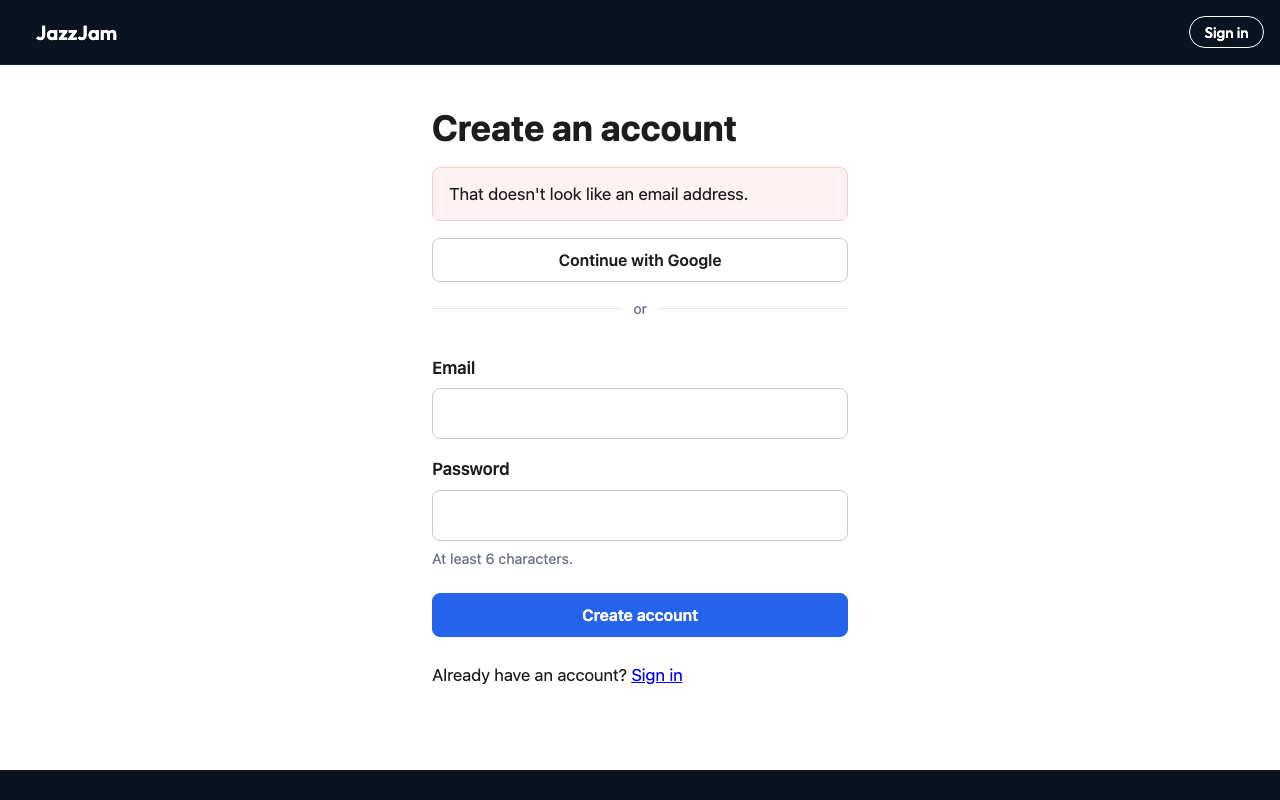 JazzJam
Sign in
Create an account
That doesn't look like an email address.
Continue with Google
or
Email
Password
At least 6 characters.
Create account
Already have an account? Sign in